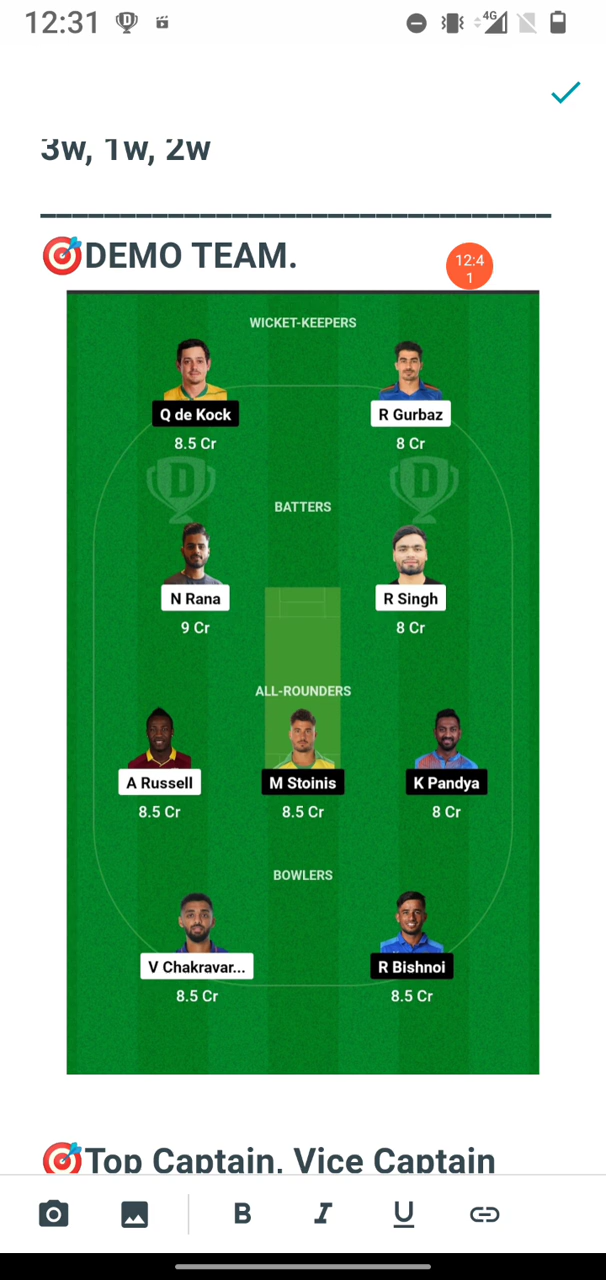 12:31
4G
3w, 1w, 2w
DEMO TEAM.
12:4
1
WICKET-KEEPERS
Q de Kock
R Gurbaz
8.5 Cr
8 Cr
D
D
BATTERS
N Rana
R Singh
9 Cr
8 Cr
ALL-ROUNDERS
A Russell
M Stoinis
K Pandya
8.5 Cr
8.5 Cr
8 Cr
BOWLERS
V Chakravar...
R Bishnoi
8.5 Cr
8.5 Cr
Top Captain, Vice Captain
B I U